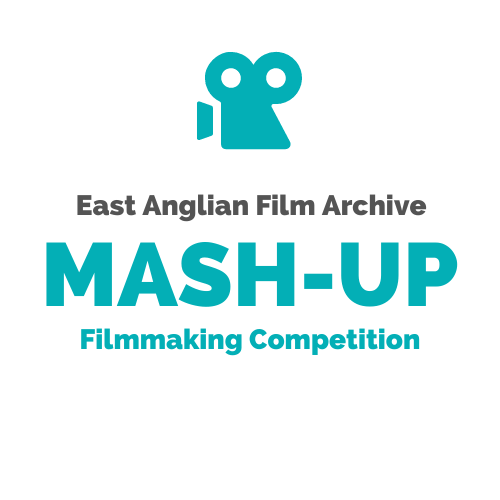 East Anglian Film Archive
MASH-UP
Filmmaking Competition